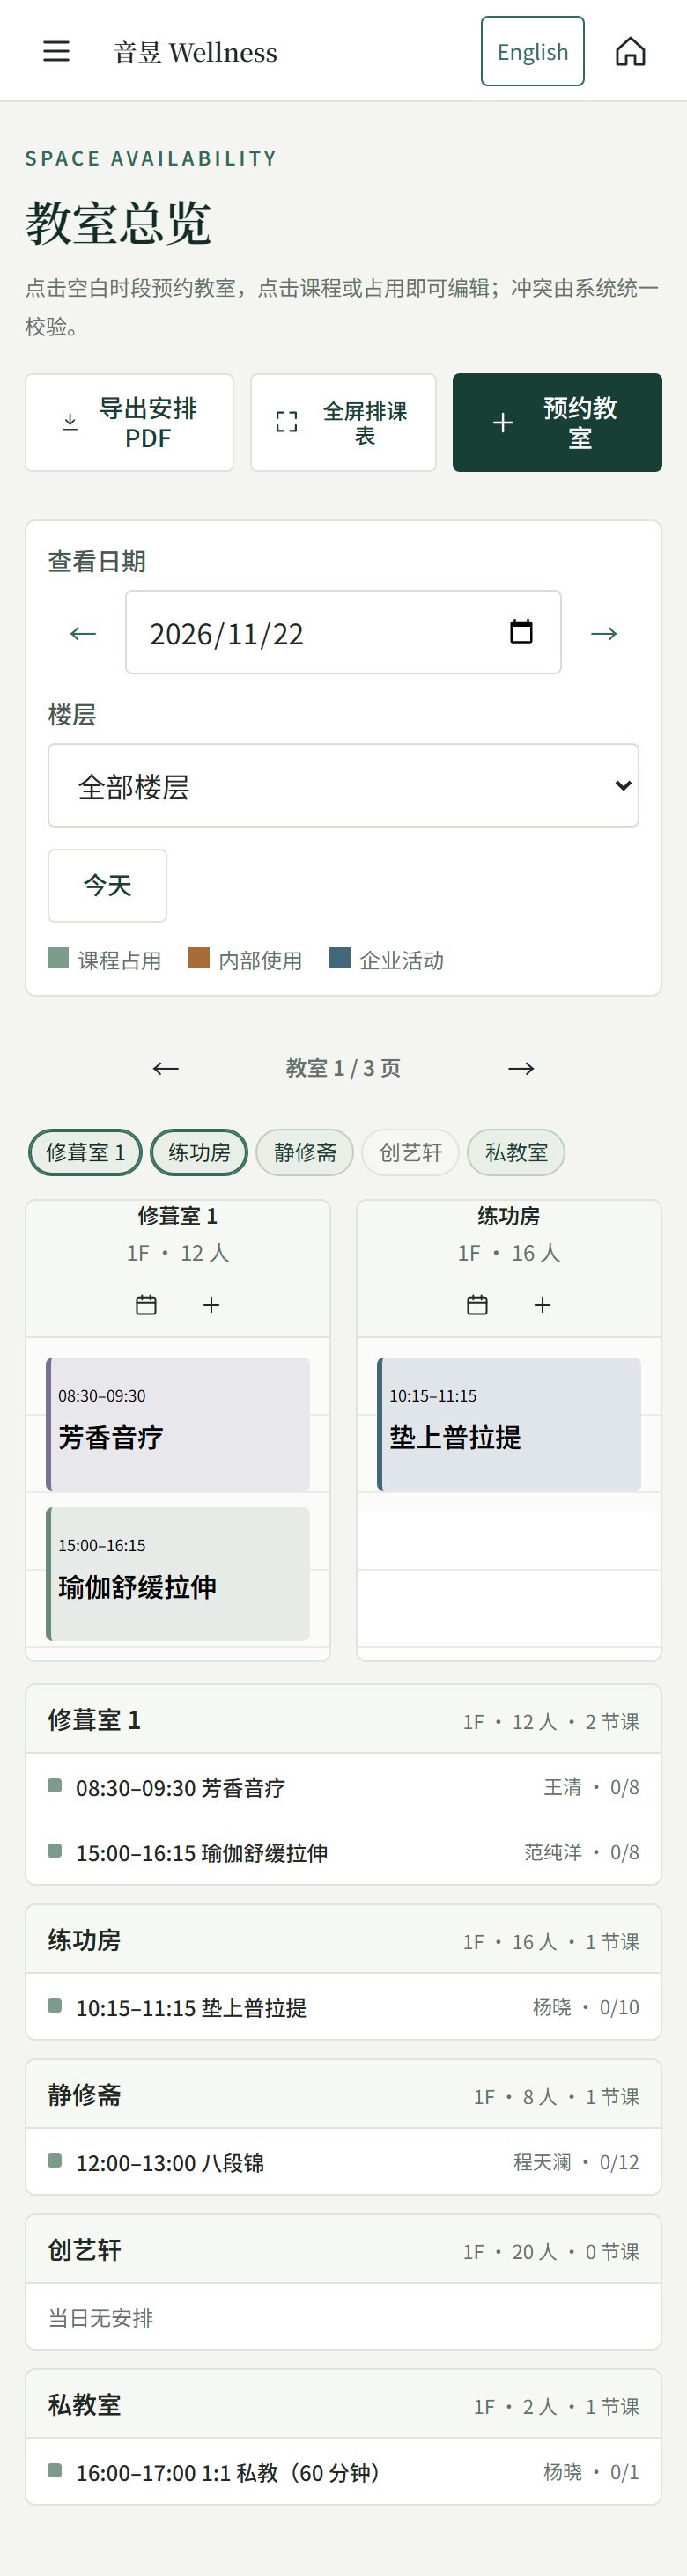 音昱 Wellness
English
SPACE AVAILABILITY
教室总览
点击空白时段预约教室，点击课程或占用即可编辑；冲突由系统统一
校验。
导出安排
PDF
全屏排课
表
预约教
室
查看日期
2026/11/22
楼层
全部楼层
今天
课程占用 内部使用 企业活动
教室 1 / 3 页
修葺室 1 练功房 静修斋 创艺轩 私教室
修葺室 1
1F · 12 人
08:30–09:30
芳香音疗
15:00–16:15
瑜伽舒缓拉伸
练功房
1F · 16 人
10:15–11:15
垫上普拉提
修葺室 1 1F · 12 人 · 2 节课
08:30–09:30 芳香音疗 王清 · 0/8
15:00–16:15 瑜伽舒缓拉伸 范纯洋 · 0/8
练功房 1F · 16 人 · 1 节课
10:15–11:15 垫上普拉提 杨晓 · 0/10
静修斋 1F · 8 人 · 1 节课
12:00–13:00 八段锦 程天澜 · 0/12
创艺轩 1F · 20 人 · 0 节课
当日无安排
私教室 1F · 2 人 · 1 节课
16:00–17:00 1:1 私教（60 分钟） 杨晓 · 0/1